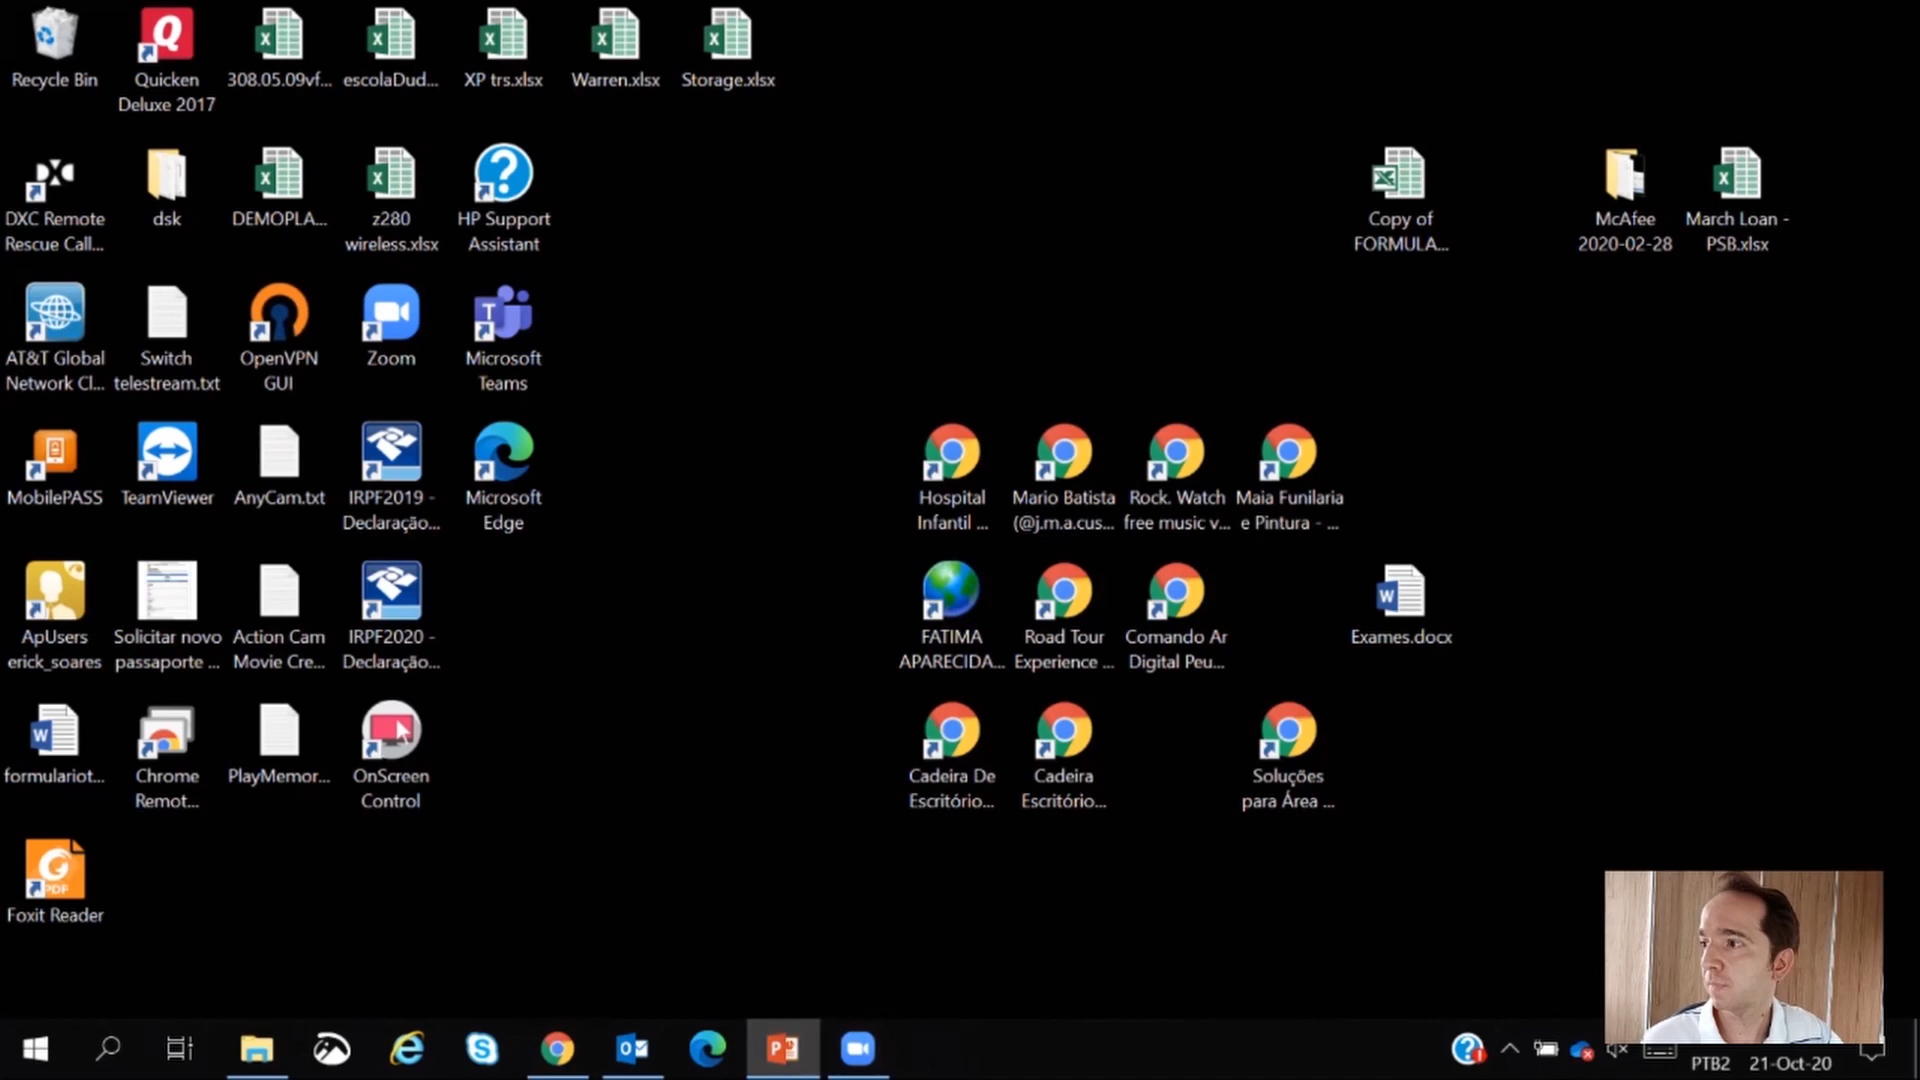 Recycle Bin
Quicken
Deluxe 2017
308.05.09vf...
escolaDud...
XP trs.xlsx
Warren.xlsx
Storage.xlsx
DXC Remote
Rescue Call...
dsk
DEMOPLA...
z280
wireless.xlsx
HP Support
Assistant
Copy of
FORMULA...
McAfee
2020-02-28
March Loan -
PSB.xlsx
AT&T Global
Network Cl...
Switch
telestream.txt
OpenVPN
GUI
Zoom
Microsoft
Teams
MobilePASS
TeamViewer
AnyCam.txt
IRPF2019 -
Declaração...
Microsoft
Edge
Hospital
Infantil ...
Mario Batista
(@j.m.a.cus...
Rock. Watch
free music v...
Maia Funilaria
e Pintura - ...
ApUsers
erick_soares
Solicitar novo
passaporte ...
Action Cam
Movie Cre...
IRPF2020 -
Declaração...
FATIMA
APARECIDA...
Road Tour
Experience ...
Comando Ar
Digital Peu...
Exames.docx
formulariot...
Chrome
Remot...
PlayMemor...
OnScreen
Control
Cadeira De
Escritório...
Cadeira
Escritório...
Soluções
para Área ...
PDF
Foxit Reader
PTB2
21-Oct-20